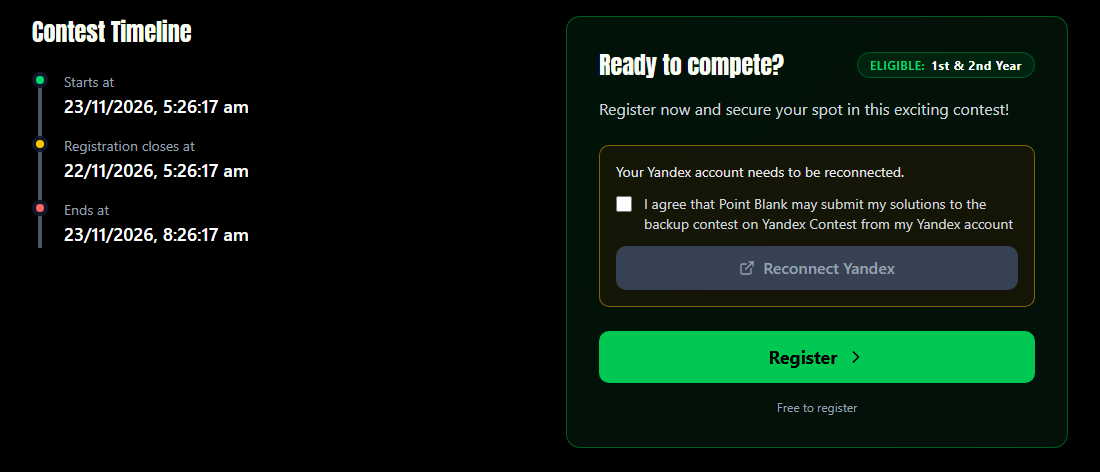 Contest Timeline
Starts at
23/11/2026, 5:26:17 am
Registration closes at
22/11/2026, 5:26:17 am
Ends at
23/11/2026, 8:26:17 am
Ready to compete?
ELIGIBLE: 1st & 2nd Year
Register now and secure your spot in this exciting contest!
Your Yandex account needs to be reconnected.
I agree that Point Blank may submit my solutions to the
backup contest on Yandex Contest from my Yandex account
Reconnect Yandex
Register
Free to register